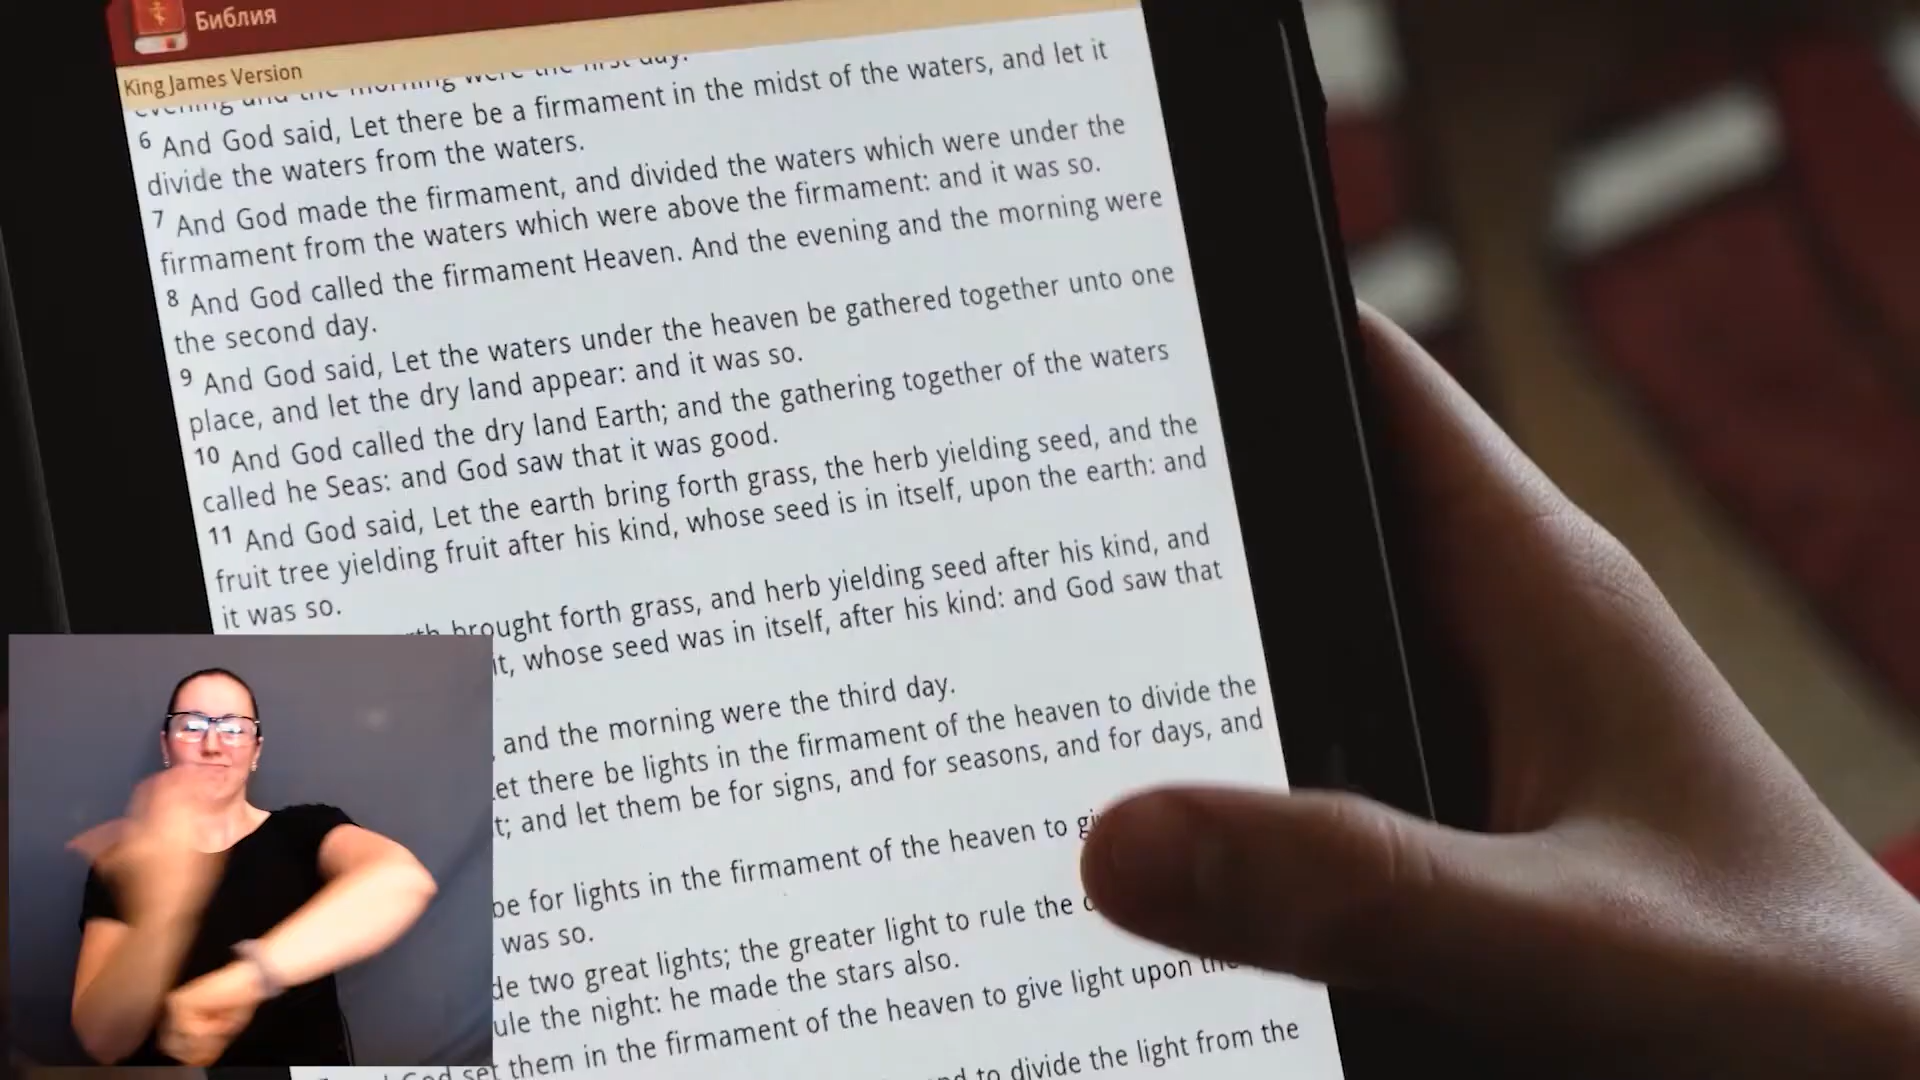 Библия
King James Version
evening and the morning were the first day.
6 And God said, Let there be a firmament in the midst of the waters, and let it
divide the waters from the waters.
7 And God made the firmament, and divided the waters which were under the
firmament from the waters which were above the firmament: and it was so.
8 And God called the firmament Heaven. And the evening and the morning were
the second day.
9 And God said, Let the waters under the heaven be gathered together unto one
place, and let the dry land appear: and it was so.
10 And God called the dry land Earth; and the gathering together of the waters
called he Seas: and God saw that it was good.
11 And God said, Let the earth bring forth grass, the herb yielding seed, and the
fruit tree yielding fruit after his kind, whose seed is in itself, upon the earth: and
it was so.
brought forth grass, and herb yielding seed after his kind, and
it, whose seed was in itself, after his kind: and God saw that
, and the morning were the third day.
there be lights in the firmament of the heaven to divide the
; and let them be for signs, and for seasons, and for days, and
be for lights in the firmament of the heaven to
was so.
two great lights; the greater light to rule the
the night: he made the stars also.
God set them in the firmament of the heaven to give light upon the
to divide the light from the